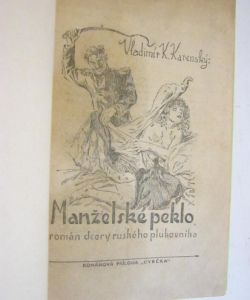 Vladimír K. Karenský:
Manželské peklo
román dcery ruského plukovníka
ROMÁNOVÁ PŘÍLOHA „CVRČKA“